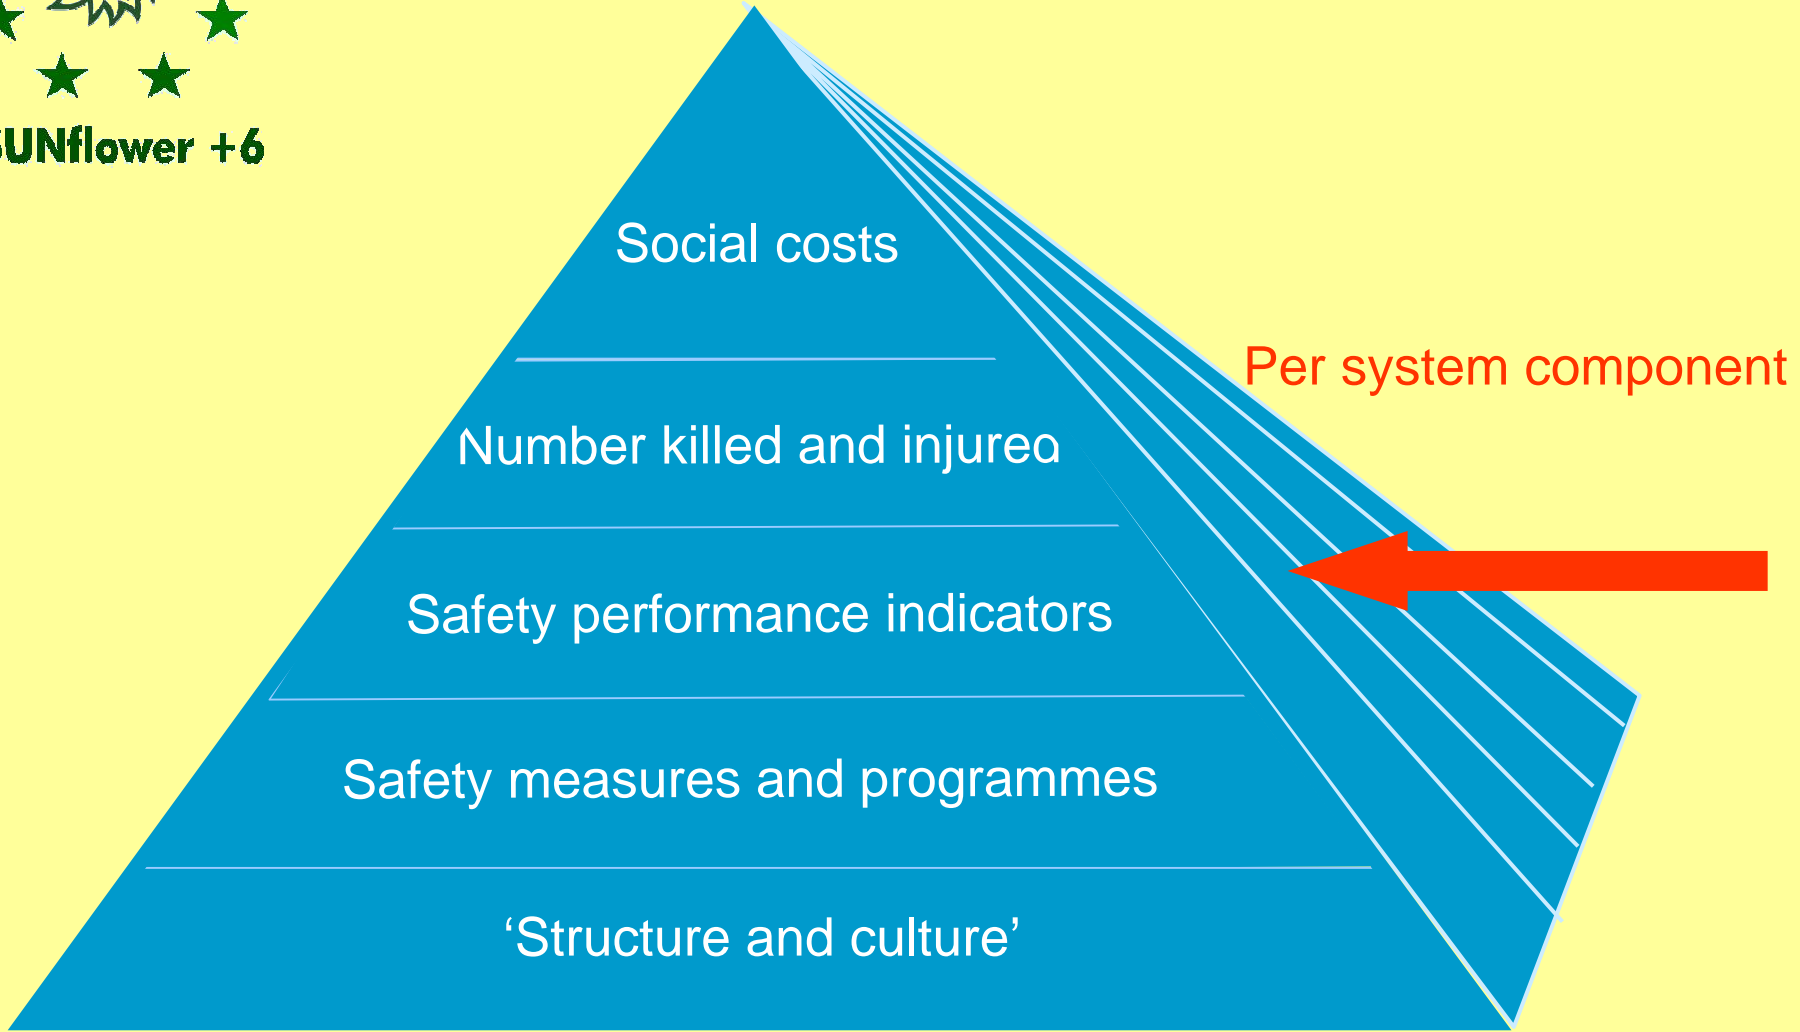 SUNflower +6
Social costs
Per system component
Number killed and injured
Safety performance indicators
Safety measures and programmes
‘Structure and culture’